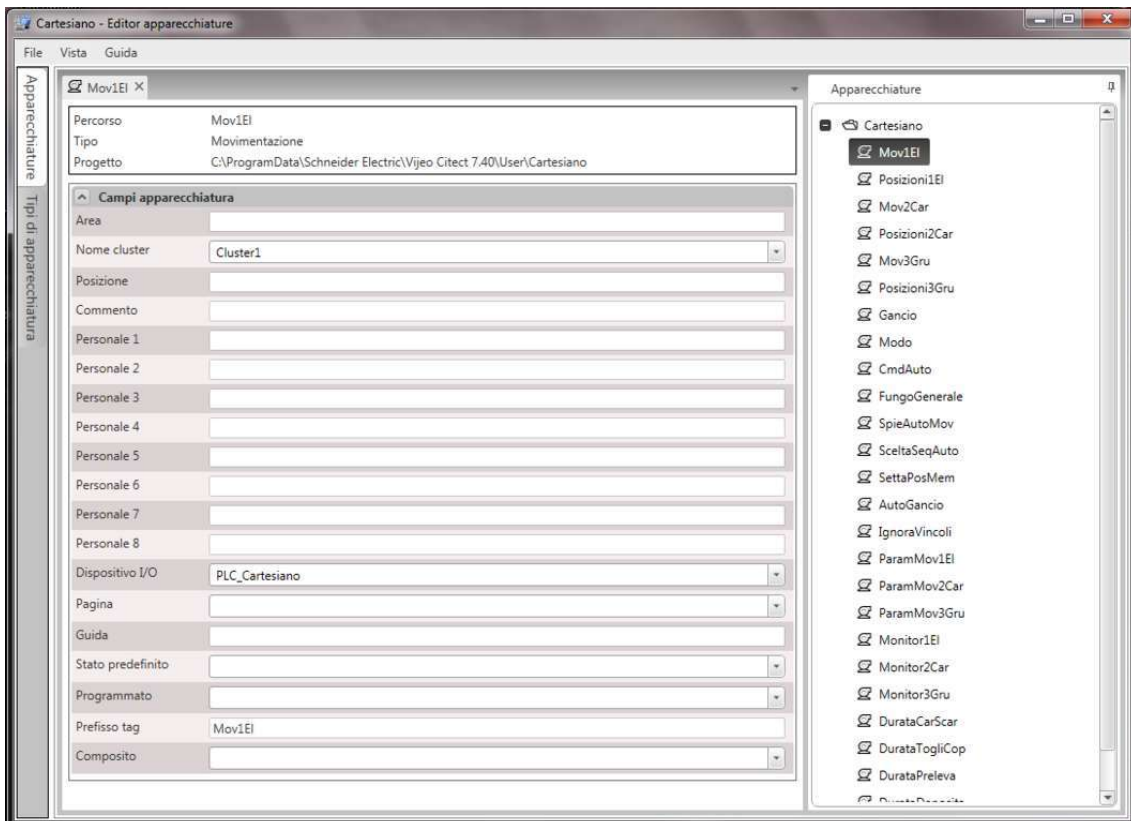 Cartesiano - Editor apparecchiature
File Vista Guida
Apparecchiature
Tipi di apparecchiatura
Mov1El
Percorso Mov1El
Tipo Movimentazione
Progetto C:\ProgramData\Schneider Electric\Vijeo Citect 7.40\User\Cartesiano
Campi apparecchiatura
Area
Nome cluster Cluster1
Posizione
Commento
Personale 1
Personale 2
Personale 3
Personale 4
Personale 5
Personale 6
Personale 7
Personale 8
Dispositivo I/O PLC_Cartesiano
Pagina
Guida
Stato predefinito
Programmato
Prefisso tag Mov1El
Composito
Apparecchiature
Cartesiano
Mov1El
Posizioni1El
Mov2Car
Posizioni2Car
Mov3Gru
Posizioni3Gru
Gancio
Modo
CmdAuto
FungoGenerale
SpieAutoMov
SceltaSeqAuto
SettaPosMem
AutoGancio
IgnoraVincoli
ParamMov1El
ParamMov2Car
ParamMov3Gru
Monitor1El
Monitor2Car
Monitor3Gru
DurataCarScar
DurataTogliCop
DurataPreleva